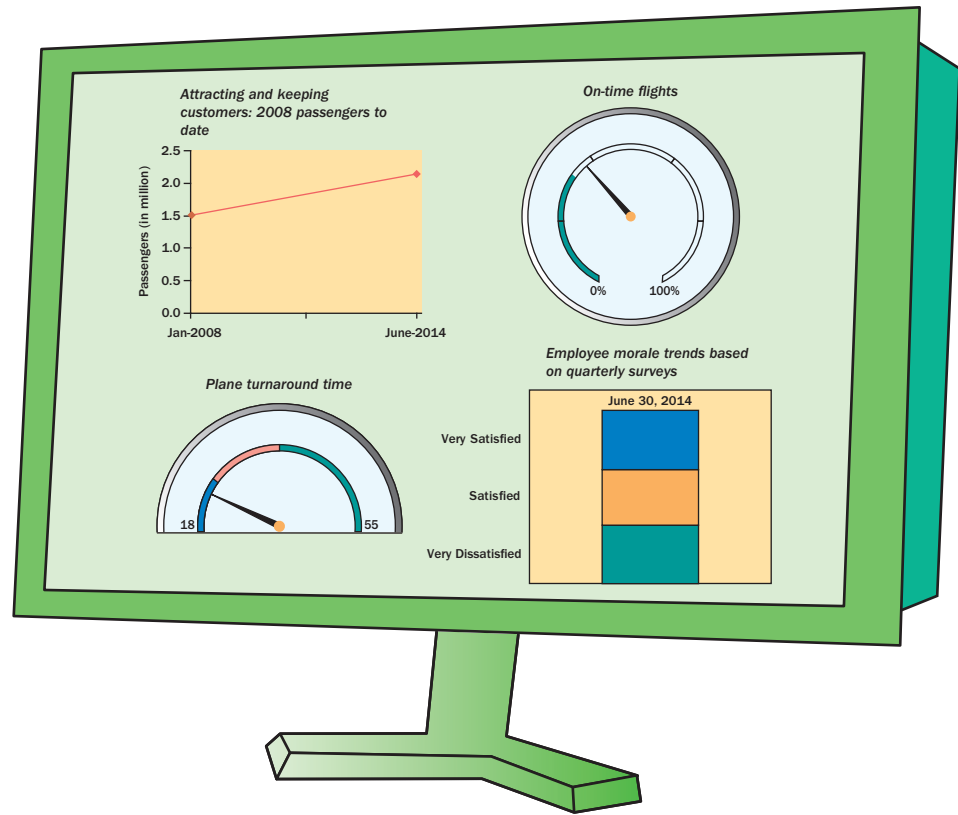 Attracting and keeping
customers: 2008 passengers to
date
Passengers (in million)
2.5
2.0
1.5
1.0
0.5
0.0
Jan-2008
June-2014
On-time flights
0%
100%
Plane turnaround time
18
55
Employee morale trends based
on quarterly surveys
June 30, 2014
Very Satisfied
Satisfied
Very Dissatisfied